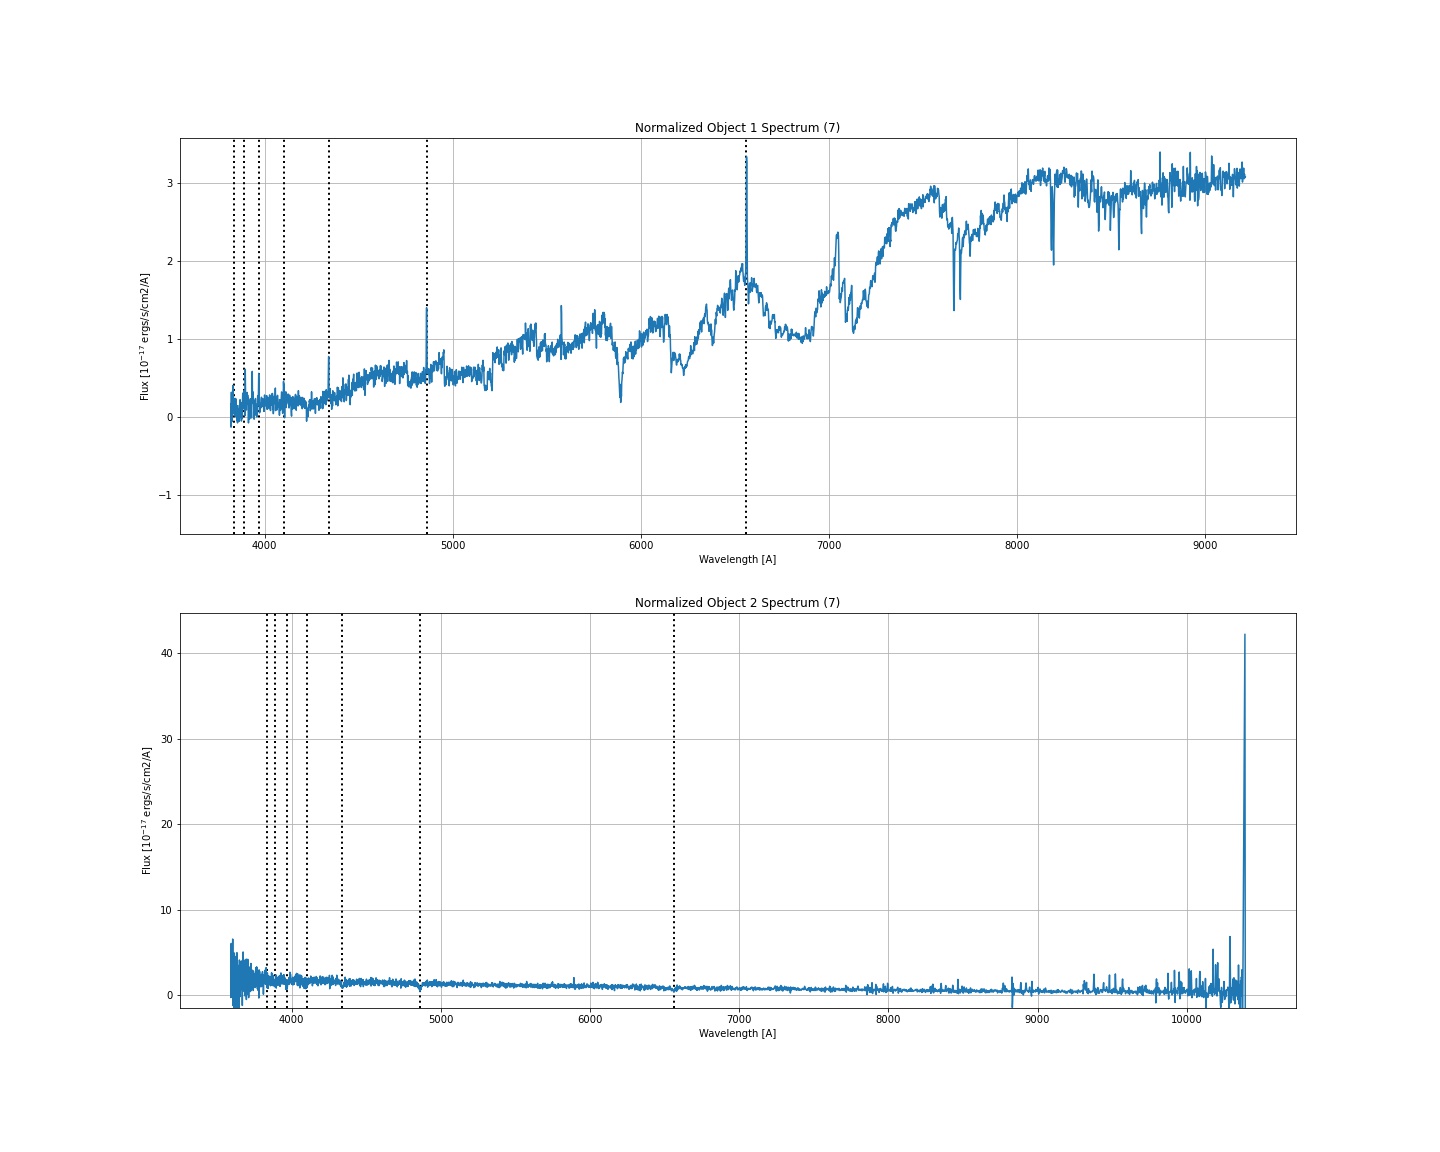 Normalized Object 1 Spectrum (7)
Flux [10⁻¹⁷ ergs/s/cm2/A]
3
2
1
0
−1
4000 5000 6000 7000 8000 9000
Wavelength [A]
Normalized Object 2 Spectrum (7)
Flux [10⁻¹⁷ ergs/s/cm2/A]
40
30
20
10
0
4000 5000 6000 7000 8000 9000 10000
Wavelength [A]